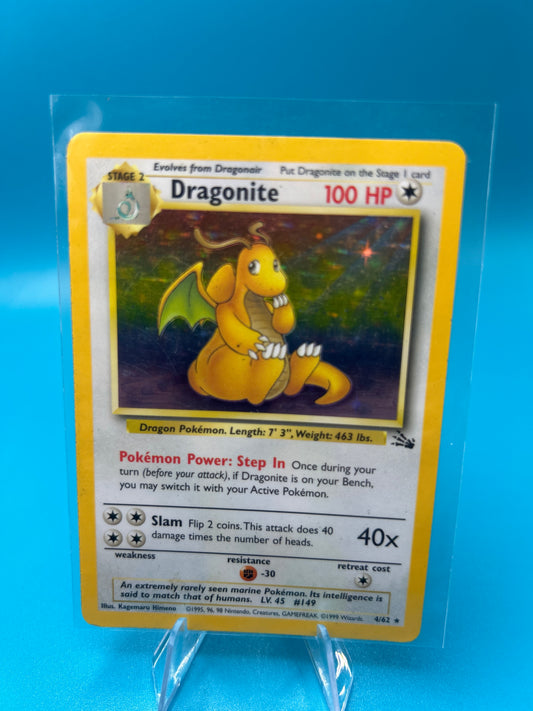 Evolves from Dragonair Put Dragonite on the Stage 1 card
STAGE 2
Dragonite 100 HP
Dragon Pokémon. Length: 7' 3", Weight: 463 lbs.
Pokémon Power: Step In Once during your
turn (before your attack), if Dragonite is on your Bench,
you may switch it with your Active Pokémon.
Slam Flip 2 coins. This attack does 40
damage times the number of heads.
40x
weakness resistance retreat cost
-30
An extremely rarely seen marine Pokémon. Its intelligence is
said to match that of humans. LV. 45 #149
Illus. Kagemaru Himeno ©1995, 96, 98 Nintendo, Creatures, GAMEFREAK. ©1999 Wizards. 4/62 ★